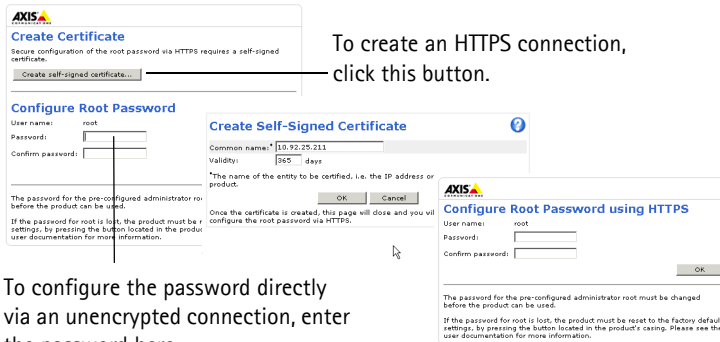 AXIS
COMMUNICATIONS
Create Certificate
Secure configuration of the root password via HTTPS requires a self-signed
certificate.
Create self-signed certificate...
To create an HTTPS connection,
click this button.
Configure Root Password
User name: root
Password:
Confirm password:
The password for the pre-configured administrator
before the product can be used.
If the password for root is lost, the product must be
settings, by pressing the button located in the
user documentation for more information.
Create Self-Signed Certificate
Common name:* 10.92.25.211
Validity: 365 days
*The name of the entity to be certified, i.e. the IP address or
product.
OK Cancel
Once the certificate is created, this page will close and you
configure the root password via HTTPS.
AXIS
COMMUNICATIONS
Configure Root Password using HTTPS
User name: root
Password:
Confirm password:
OK
The password for the pre-configured administrator root must be changed
before the product can be used.
If the password for root is lost, the product must be reset to the factory
settings, by pressing the button located in the product's casing. Please see the
user documentation for more information.
To configure the password directly
via an unencrypted connection, enter
the password here